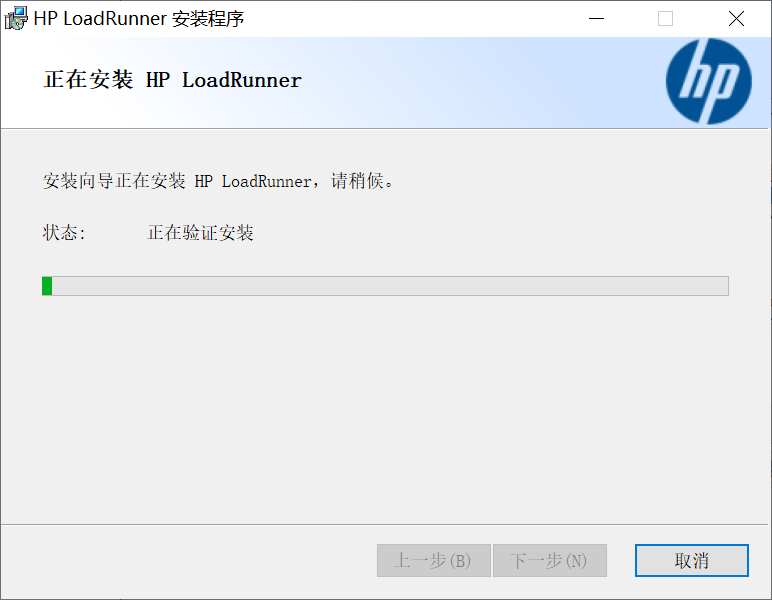 HP LoadRunner 安装程序
正在安装 HP LoadRunner
hp
安装向导正在安装 HP LoadRunner，请稍候。
状态: 正在验证安装
上一步(B) 下一步(N) 取消